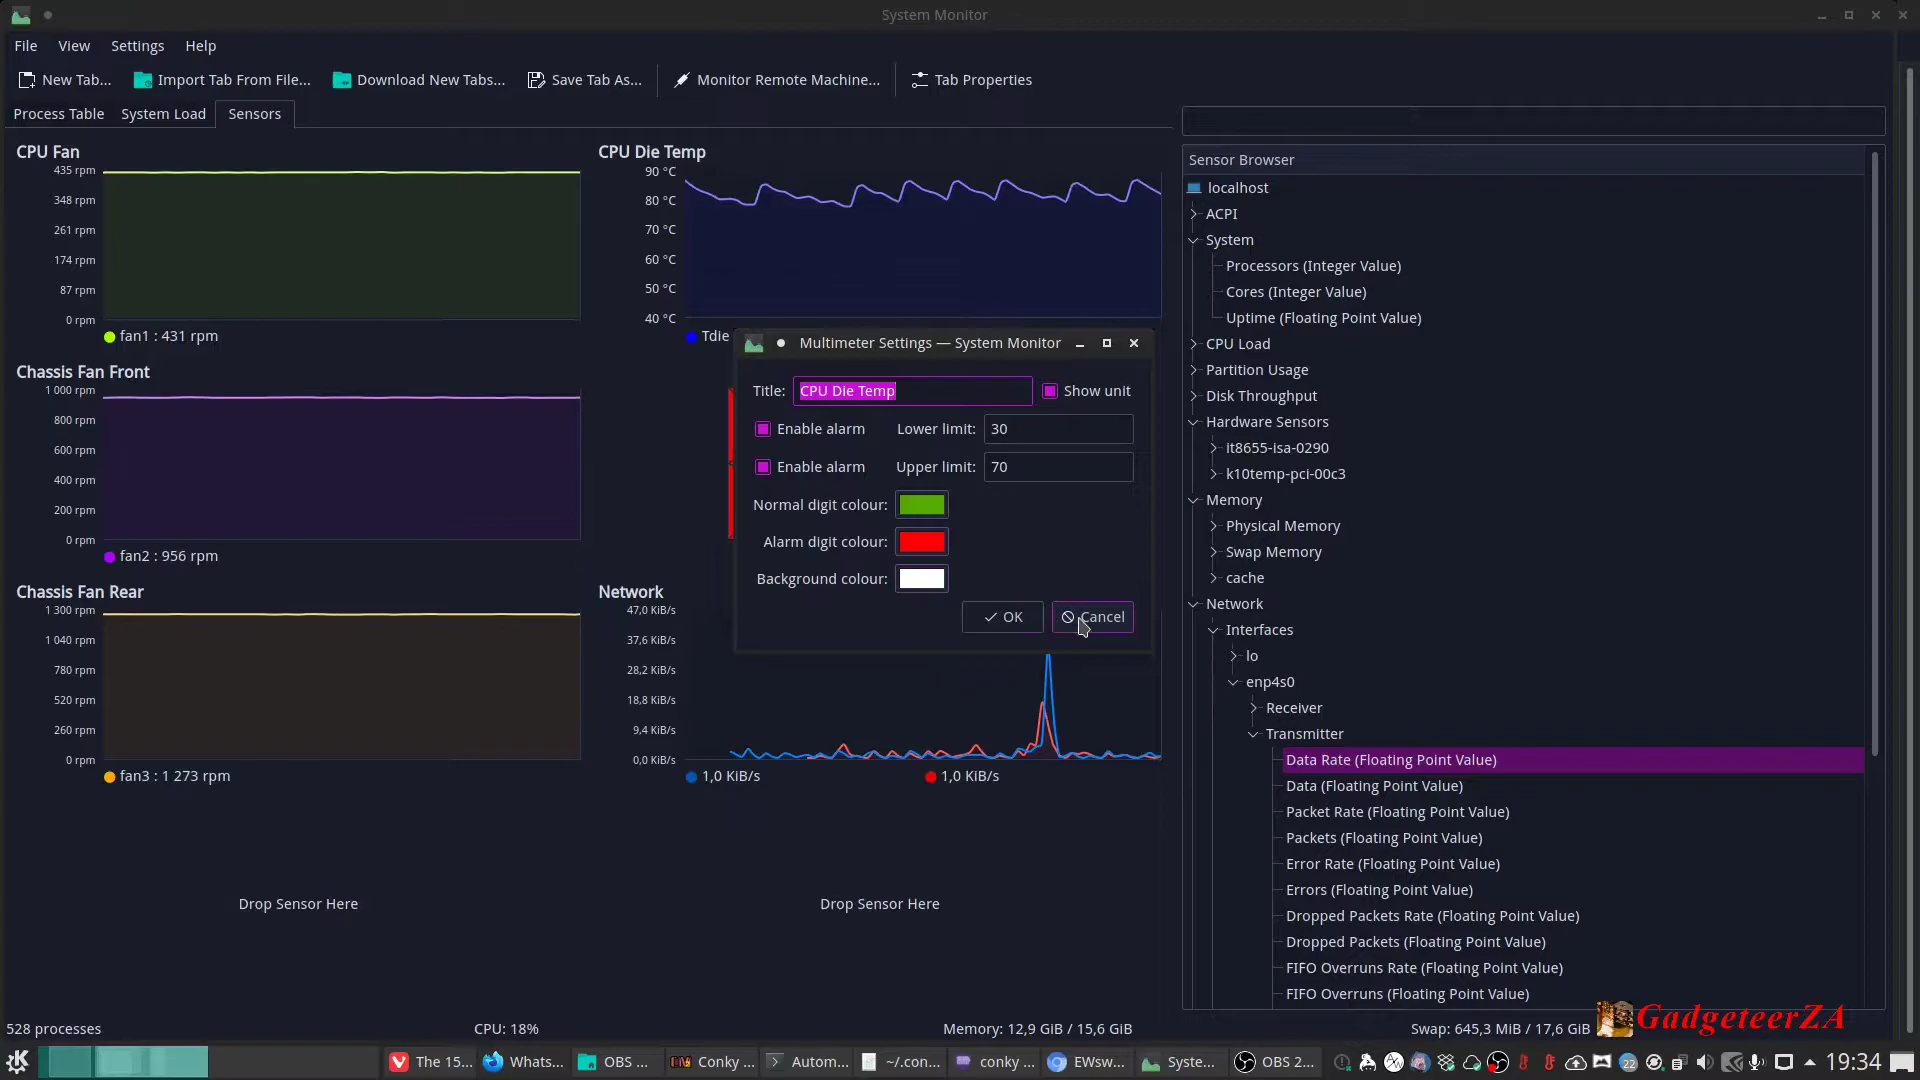 System Monitor
File View Settings Help
New Tab... Import Tab From File... Download New Tabs... Save Tab As... Monitor Remote Machine... Tab Properties
Process Table System Load Sensors
CPU Fan
435 rpm
348 rpm
261 rpm
174 rpm
87 rpm
0 rpm
fan1 : 431 rpm
CPU Die Temp
90 °C
80 °C
70 °C
60 °C
50 °C
40 °C
Tdie
Chassis Fan Front
1 000 rpm
800 rpm
600 rpm
400 rpm
200 rpm
0 rpm
fan2 : 956 rpm
Multimeter Settings — System Monitor
Title: CPU Die Temp Show unit
Enable alarm Lower limit: 30
Enable alarm Upper limit: 70
Normal digit colour:
Alarm digit colour:
Background colour:
OK Cancel
Chassis Fan Rear
1 300 rpm
1 040 rpm
780 rpm
520 rpm
260 rpm
0 rpm
fan3 : 1 273 rpm
Network
47,0 KiB/s
37,6 KiB/s
28,2 KiB/s
18,8 KiB/s
9,4 KiB/s
0,0 KiB/s
1,0 KiB/s 1,0 KiB/s
Drop Sensor Here Drop Sensor Here
Sensor Browser
localhost
ACPI
System
Processors (Integer Value)
Cores (Integer Value)
Uptime (Floating Point Value)
CPU Load
Partition Usage
Disk Throughput
Hardware Sensors
it8655-isa-0290
k10temp-pci-00c3
Memory
Physical Memory
Swap Memory
cache
Network
Interfaces
lo
enp4s0
Receiver
Transmitter
Data Rate (Floating Point Value)
Data (Floating Point Value)
Packet Rate (Floating Point Value)
Packets (Floating Point Value)
Error Rate (Floating Point Value)
Errors (Floating Point Value)
Dropped Packets Rate (Floating Point Value)
Dropped Packets (Floating Point Value)
FIFO Overruns Rate (Floating Point Value)
FIFO Overruns (Floating Point Value)
GadgeteerZA
528 processes CPU: 18% Memory: 12,9 GiB / 15,6 GiB Swap: 645,3 MiB / 17,6 GiB
The 15... Whats... OBS ... Conky ... Autom... ~/.con... conky ... EWsw... Syste... OBS 2... 22 19:34